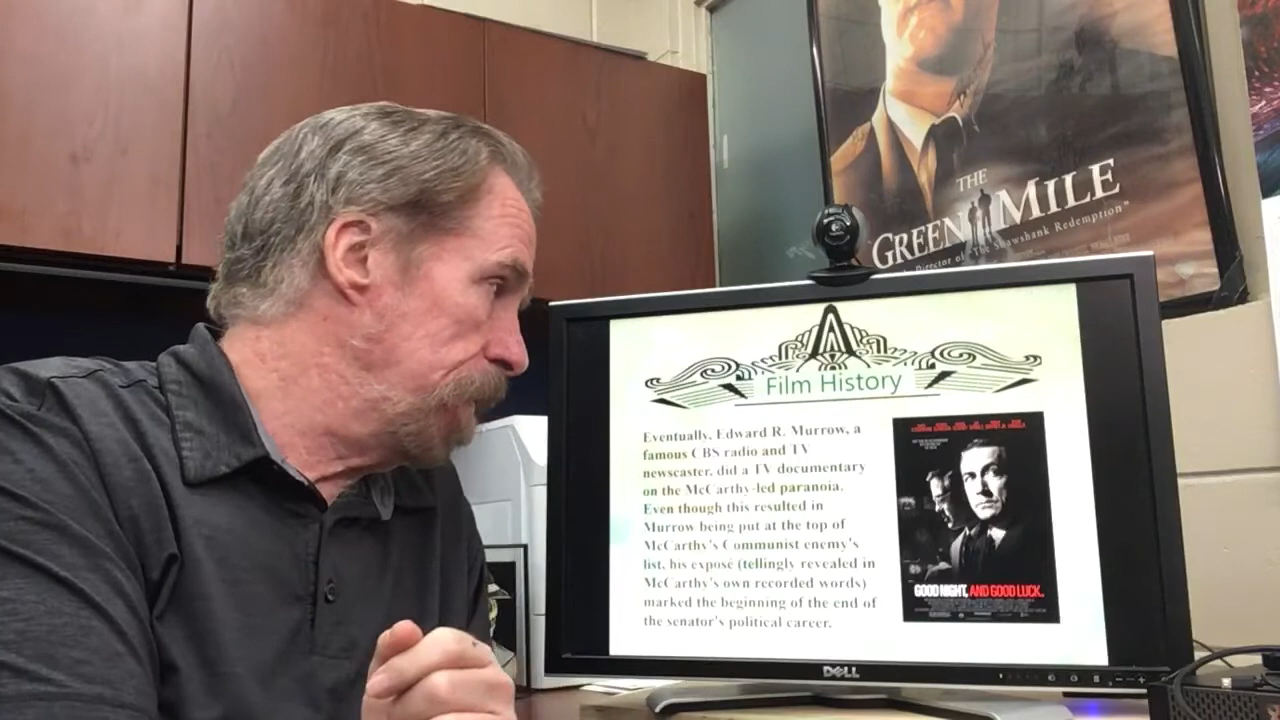 THE
GREEN MILE
Director of "The Shawshank Redemption"
Film History
Eventually, Edward R. Murrow, a
famous CBS radio and TV
newscaster, did a TV documentary
on the McCarthy-led paranoia.
Even though this resulted in
Murrow being put at the top of
McCarthy's Communist enemy's
list, his exposé (tellingly revealed in
McCarthy's own recorded words)
marked the beginning of the end of
the senator's political career.
GOOD NIGHT, AND GOOD LUCK.
DELL